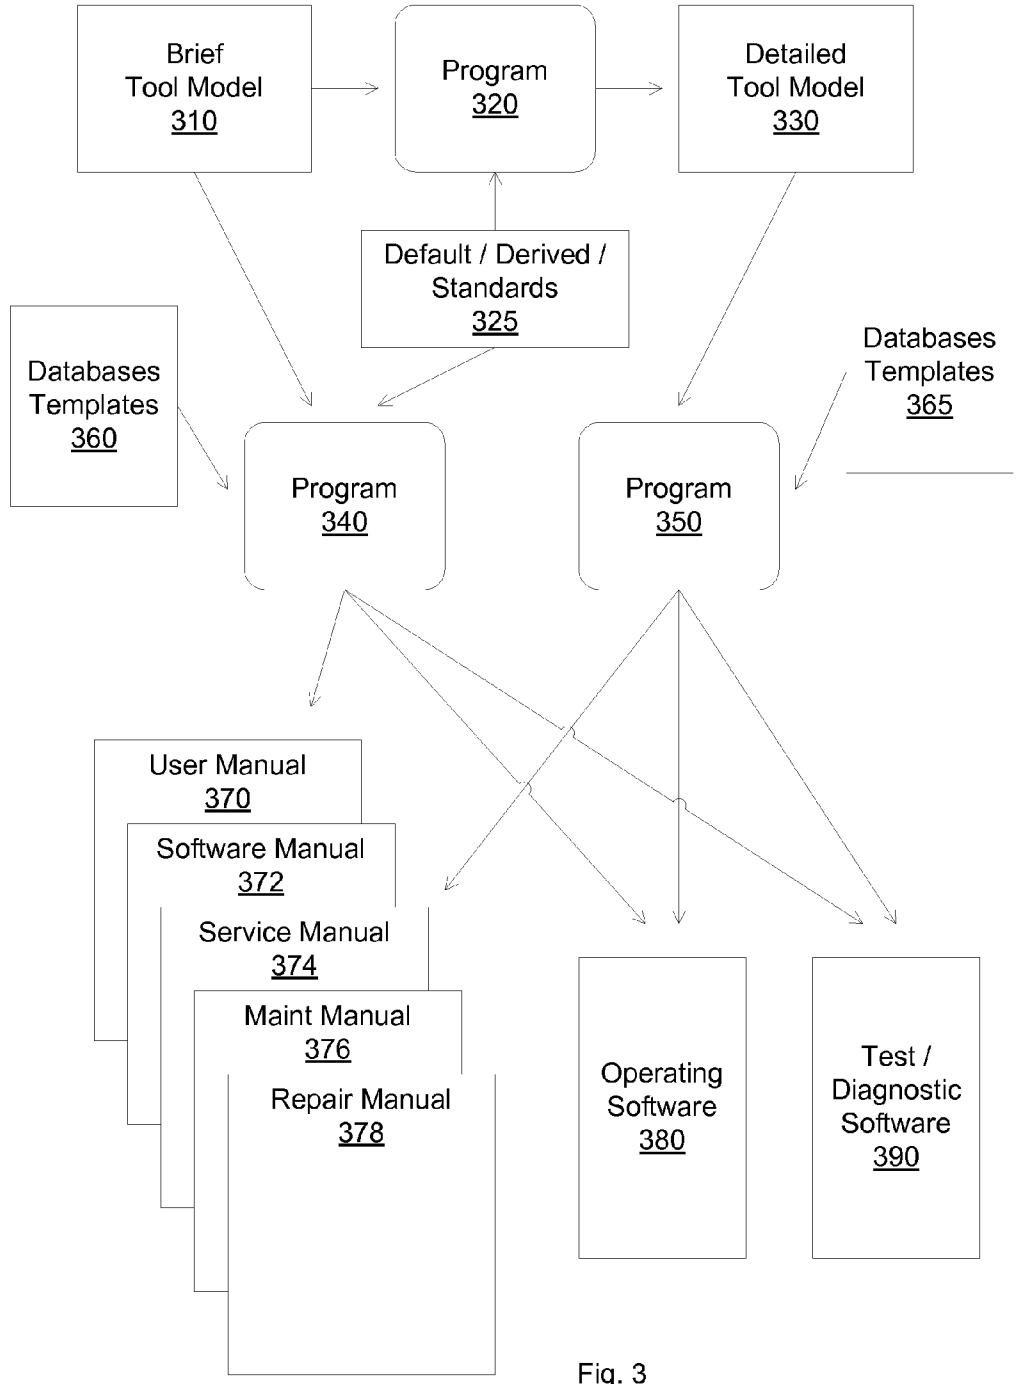 Brief
Tool Model
310
Program
320
Detailed
Tool Model
330
Default / Derived /
Standards
325
Databases
Templates
360
Databases
Templates
365
Program
340
Program
350
User Manual
370
Software Manual
372
Service Manual
374
Maint Manual
376
Repair Manual
378
Operating
Software
380
Test /
Diagnostic
Software
390
Fig. 3